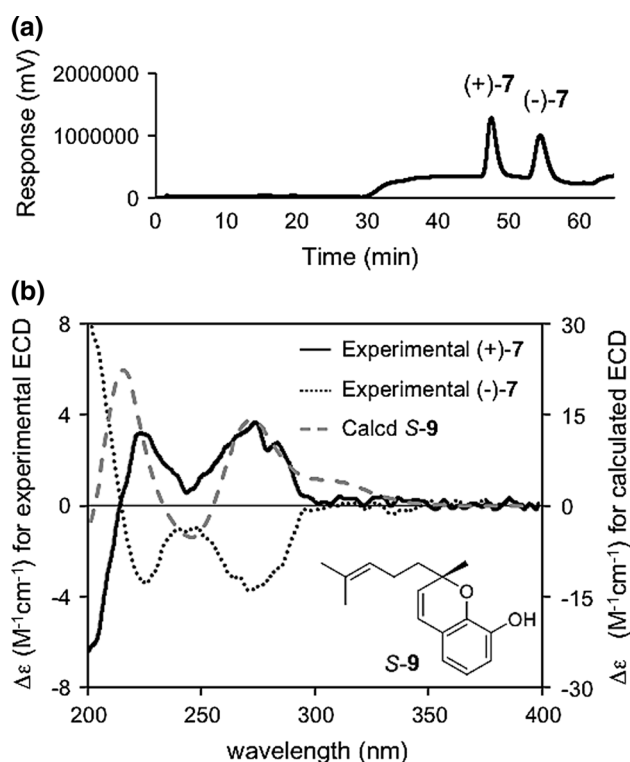 (a)
Response (mV)
2000000
1000000
0
(+)-7
(-)-7
0 10 20 30 40 50 60
Time (min)
(b)
Δε (M⁻¹cm⁻¹) for experimental ECD
8
4
0
-4
-8
Experimental (+)-7
Experimental (-)-7
Calcd S-9
O
OH
S-9
30
15
0
-15
-30
Δε (M⁻¹cm⁻¹) for calculated ECD
200 250 300 350 400
wavelength (nm)